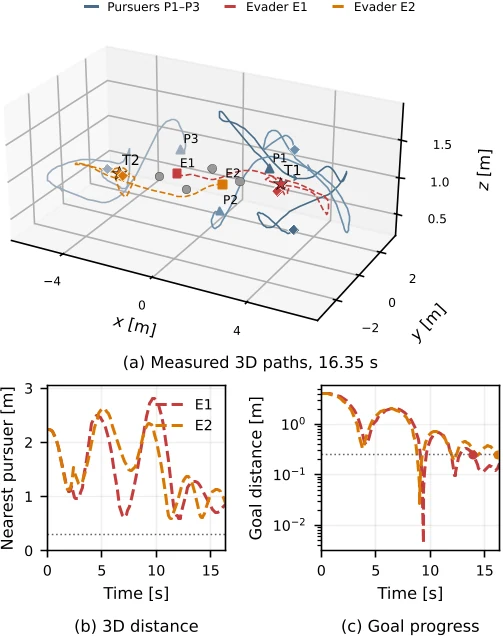 Pursuers P1–P3 Evader E1 Evader E2
P3
P1
T2
E1
T1
E2
P2
1.5
1.0
0.5
z [m]
−4
0
4
x [m]
2
0
−2
y [m]
(a) Measured 3D paths, 16.35 s
3
2
1
0
Nearest pursuer [m]
E1
E2
0 5 10 15
Time [s]
(b) 3D distance
Goal distance [m]
10⁰
10⁻¹
10⁻²
0 5 10 15
Time [s]
(c) Goal progress